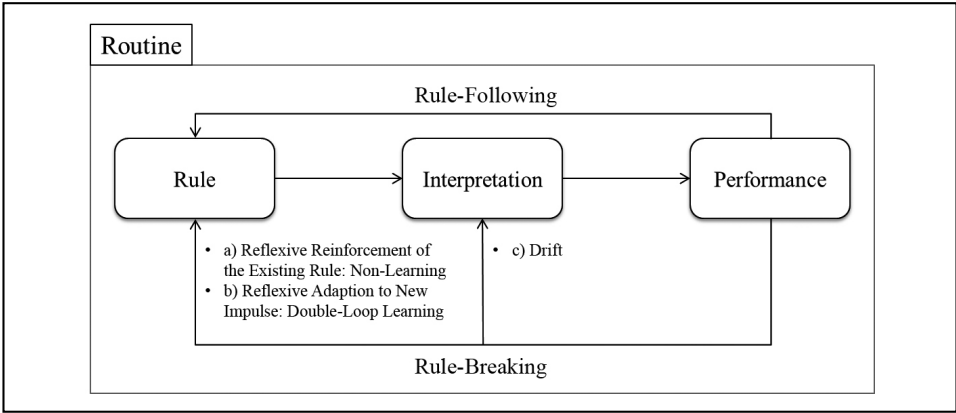 Routine
Rule-Following
Rule
Interpretation
Performance
• a) Reflexive Reinforcement of
the Existing Rule: Non-Learning
• b) Reflexive Adaption to New
Impulse: Double-Loop Learning
• c) Drift
Rule-Breaking